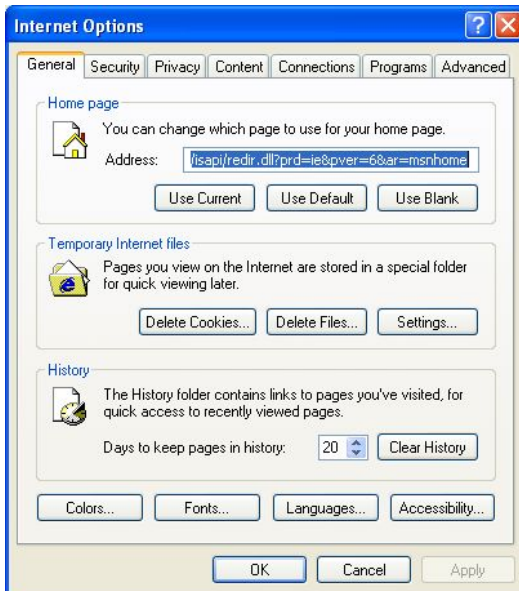 Internet Options
General Security Privacy Content Connections Programs Advanced
Home page
You can change which page to use for your home page.
Address: /isapi/redir.dll?prd=ie&pver=6&ar=msnhome
Use Current Use Default Use Blank
Temporary Internet files
Pages you view on the Internet are stored in a special folder
for quick viewing later.
Delete Cookies... Delete Files... Settings...
History
The History folder contains links to pages you've visited, for
quick access to recently viewed pages.
Days to keep pages in history: 20 Clear History
Colors... Fonts... Languages... Accessibility...
OK Cancel Apply